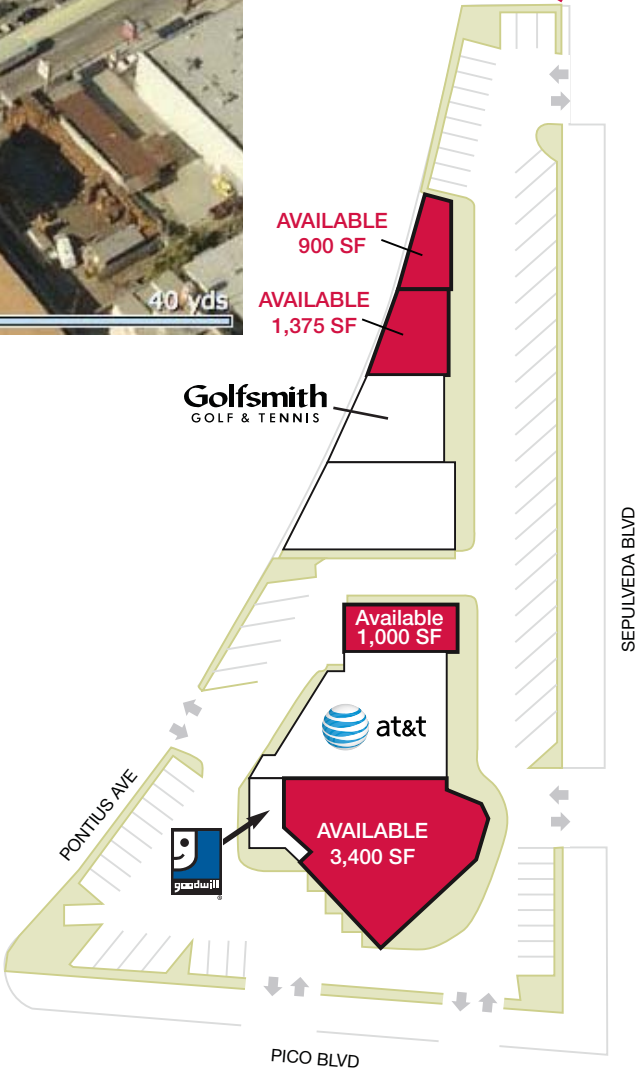 40 yds
AVAILABLE
900 SF
AVAILABLE
1,375 SF
Golfsmith
GOLF & TENNIS
SEPULVEDA BLVD
Available
1,000 SF
at&t
PONTIUS AVE
AVAILABLE
3,400 SF
goodwill
®
PICO BLVD